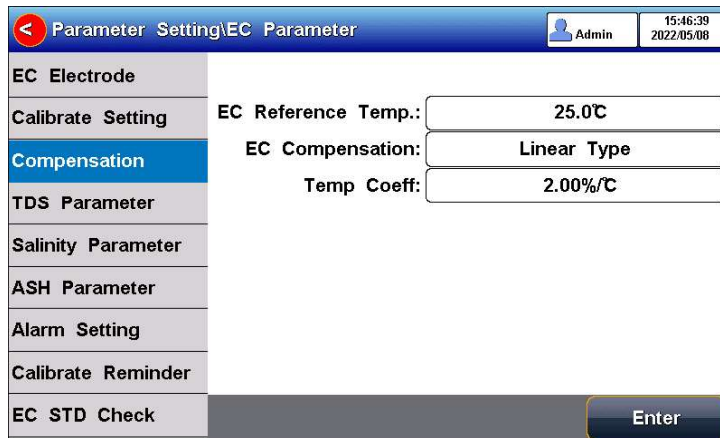 < Parameter Setting\EC Parameter
Admin
15:46:39
2022/05/08
EC Electrode
Calibrate Setting
Compensation
TDS Parameter
Salinity Parameter
ASH Parameter
Alarm Setting
Calibrate Reminder
EC STD Check
EC Reference Temp.: 25.0℃
EC Compensation: Linear Type
Temp Coeff: 2.00%/℃
Enter